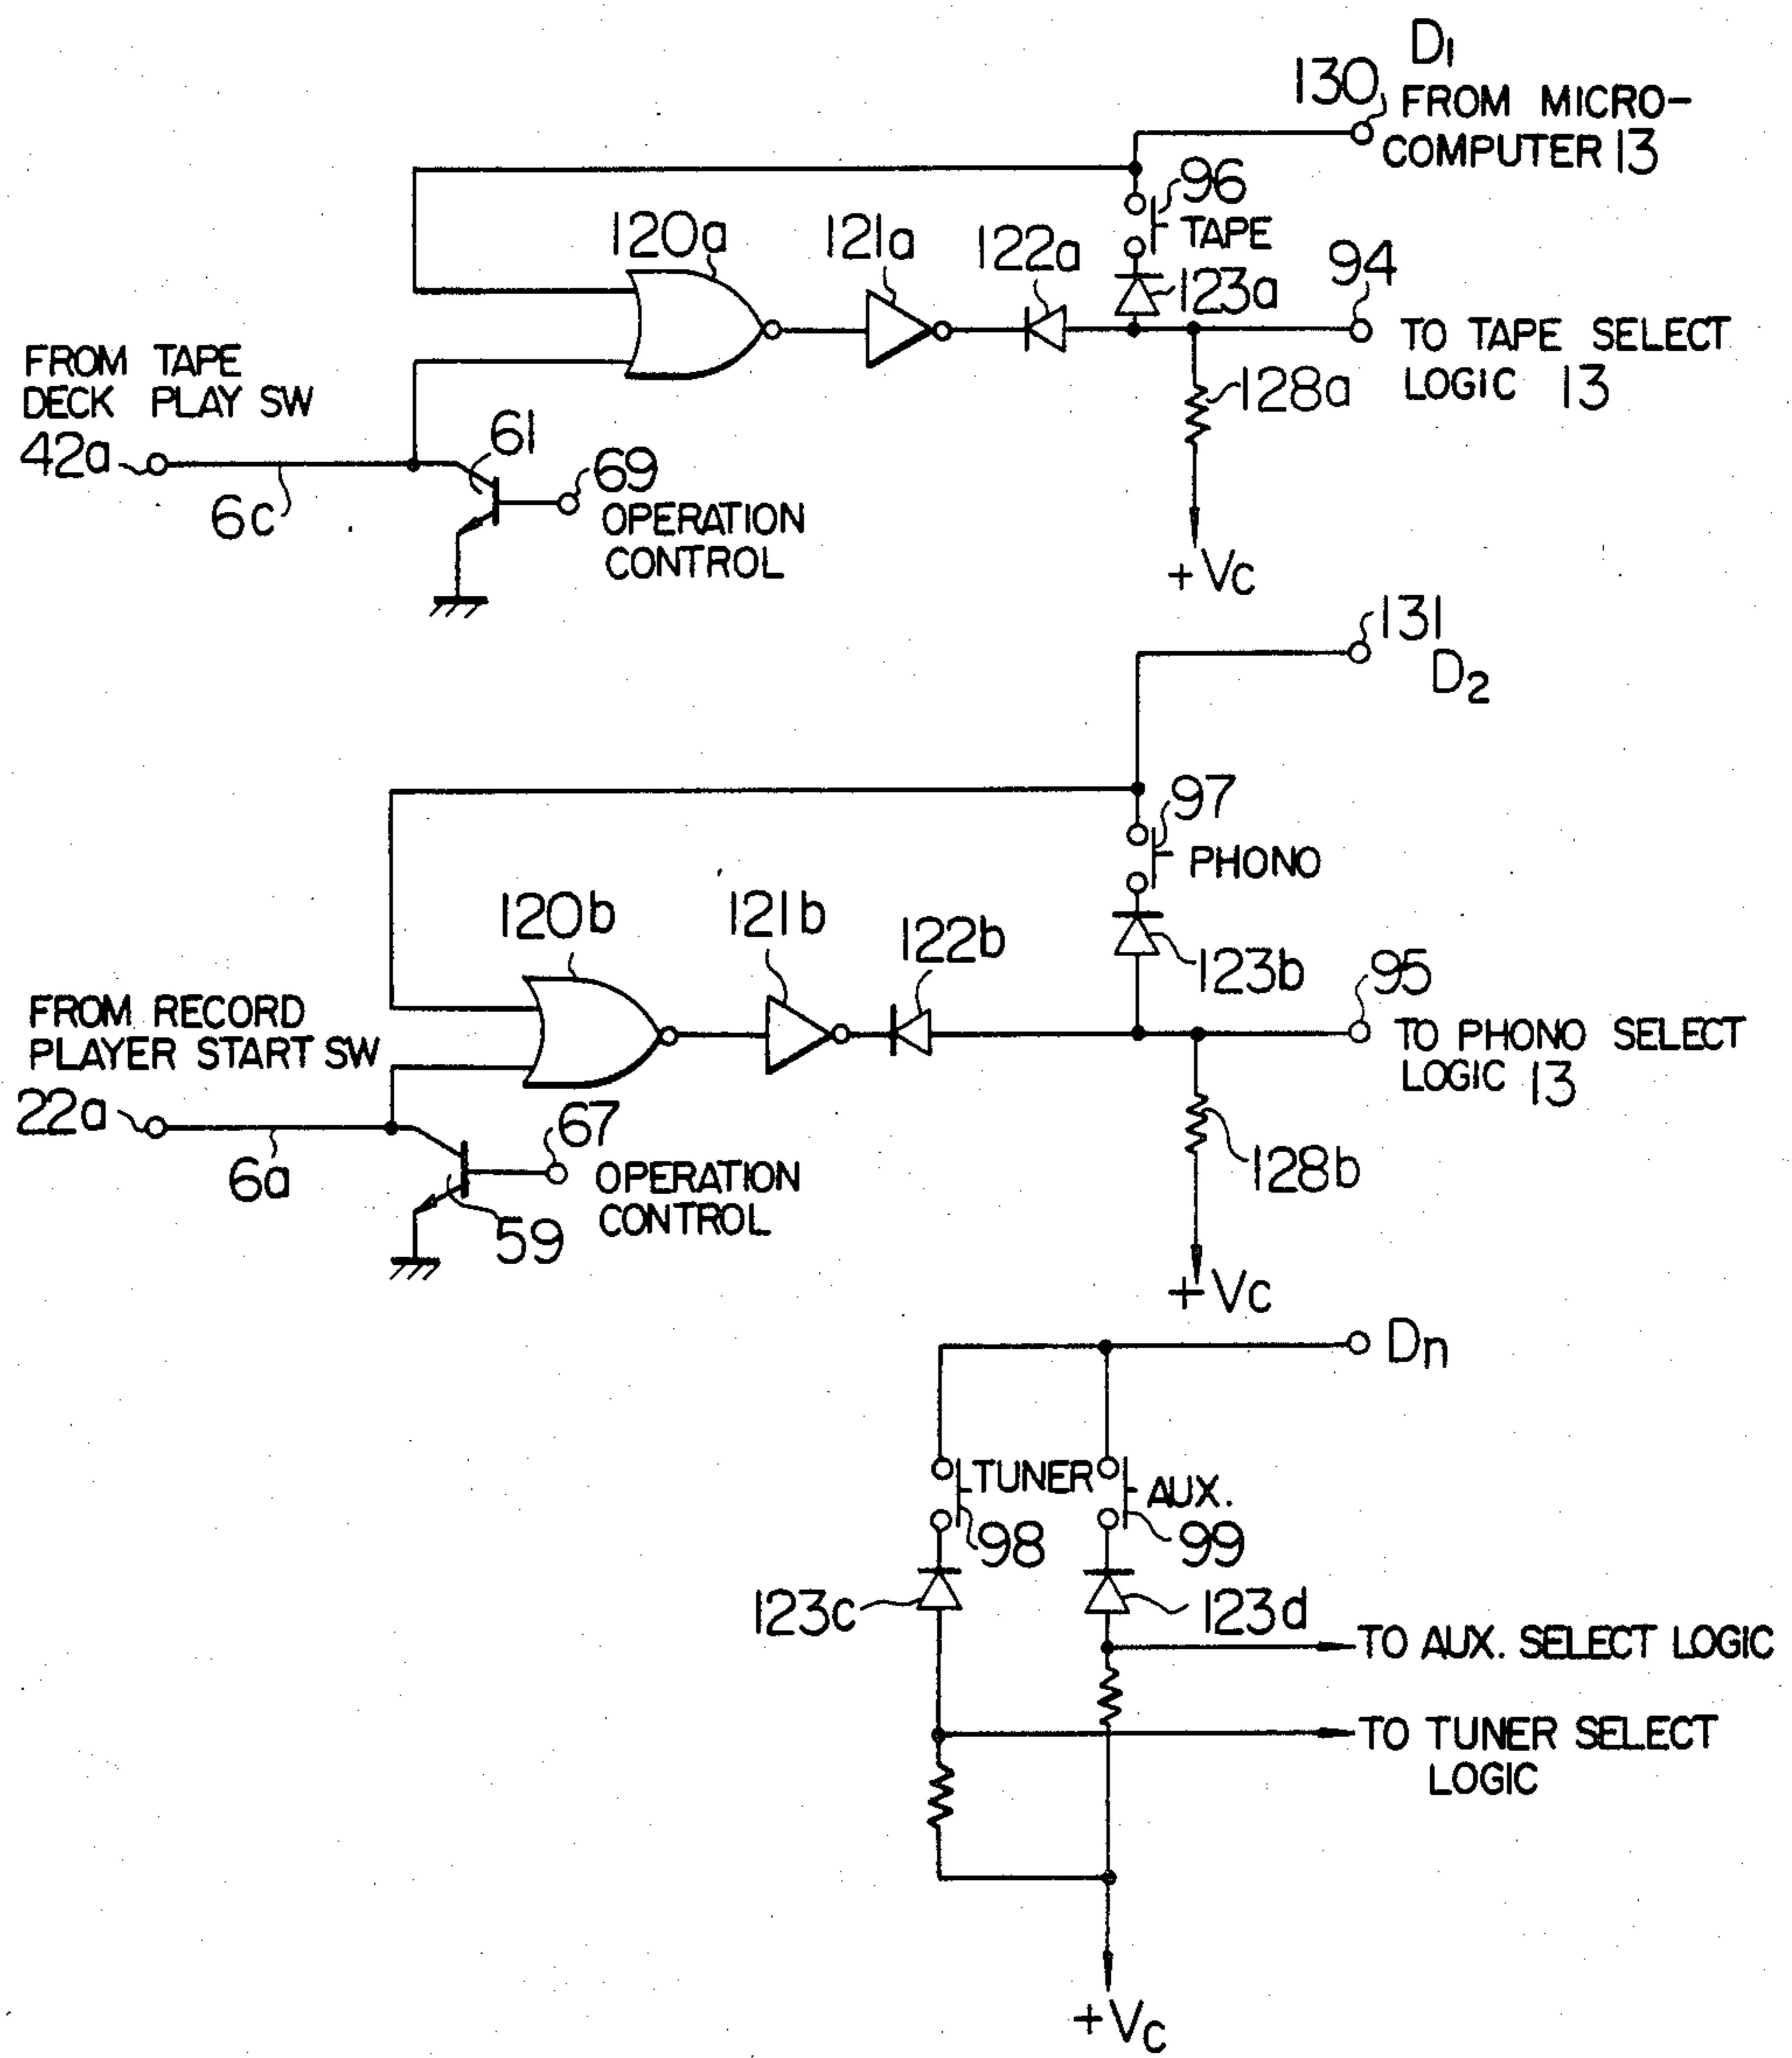 D1
130 FROM MICRO-
COMPUTER 13
96
TAPE
120a
121a
122a
123a
94
TO TAPE SELECT
LOGIC 13
FROM TAPE
DECK PLAY SW
42a
6c
61
69
OPERATION
CONTROL
128a
+Vc
131
D2
97
PHONO
120b
121b
122b
123b
95
TO PHONO SELECT
LOGIC 13
FROM RECORD
PLAYER START SW
22a
6a
67
59
OPERATION
CONTROL
128b
+Vc
Dn
TUNER
AUX.
98
99
123c
123d
TO AUX. SELECT LOGIC
TO TUNER SELECT
LOGIC
+Vc